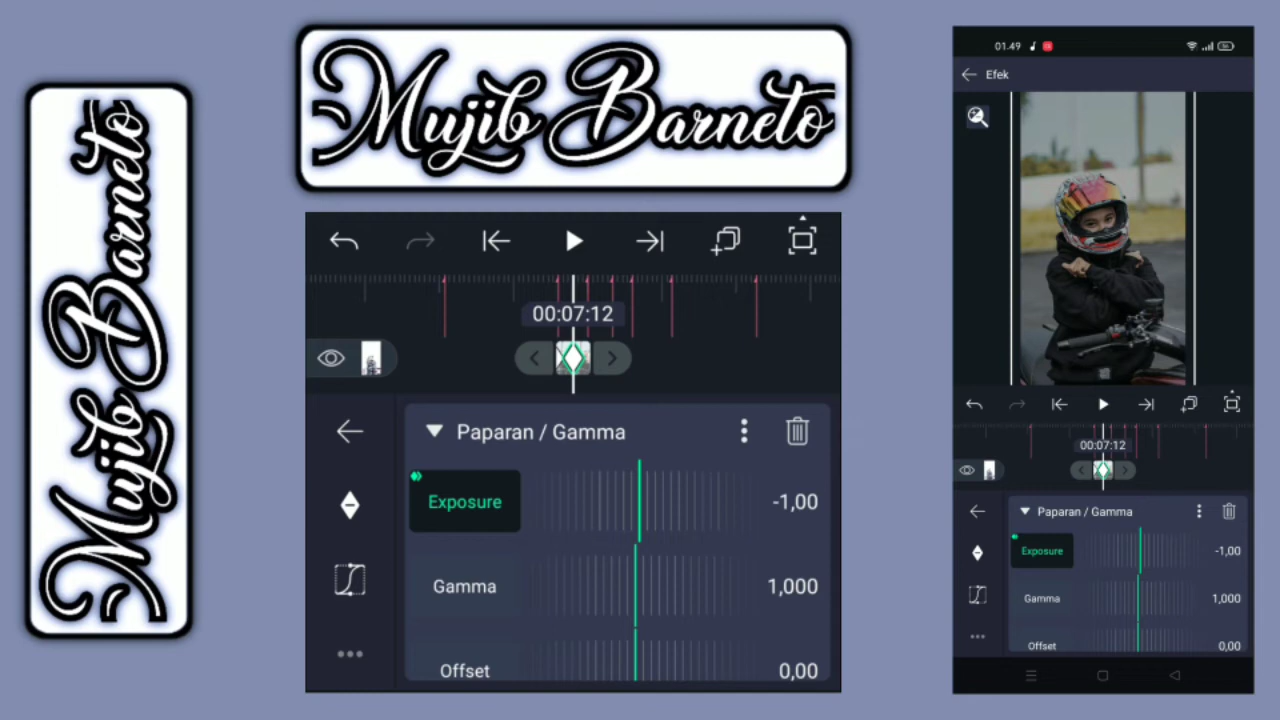 Mujib Barneto
Mujib Barneto
00:07:12
Paparan / Gamma
Exposure
-1,00
Gamma
1,000
Offset
0,00
01.49
Efek
00:07:12
Paparan / Gamma
Exposure
-1,00
Gamma
1,000
Offset
0,00